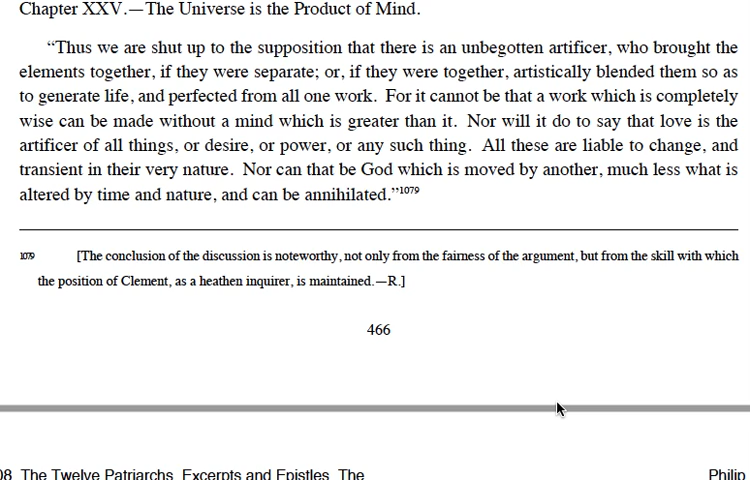 Chapter XXV.—The Universe is the Product of Mind.
“Thus we are shut up to the supposition that there is an unbegotten artificer, who brought the
elements together, if they were separate; or, if they were together, artistically blended them so as
to generate life, and perfected from all one work.  For it cannot be that a work which is completely
wise can be made without a mind which is greater than it.  Nor will it do to say that love is the
artificer of all things, or desire, or power, or any such thing.  All these are liable to change, and
transient in their very nature.  Nor can that be God which is moved by another, much less what is
altered by time and nature, and can be annihilated.”1079
1079 [The conclusion of the discussion is noteworthy, not only from the fairness of the argument, but from the skill with which
the position of Clement, as a heathen inquirer, is maintained.—R.]
466
08 The Twelve Patriarchs, Excerpts and Epistles, The Philip